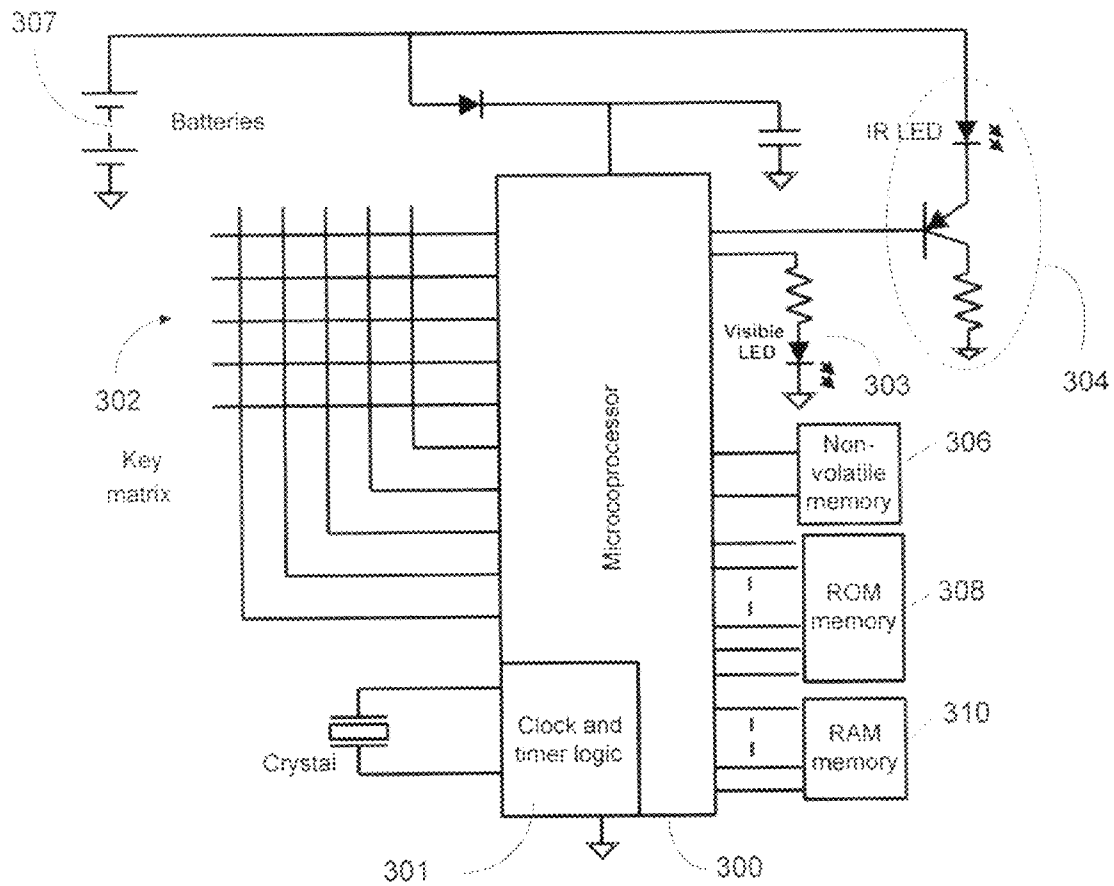 307
Batteries
IR LED
304
302
Key
matrix
Micrcoprocessor
Visible
LED
303
Non-
volatile
memory
306
ROM
memory
308
RAM
memory
310
Crystal
Clock and
timer logic
301
300